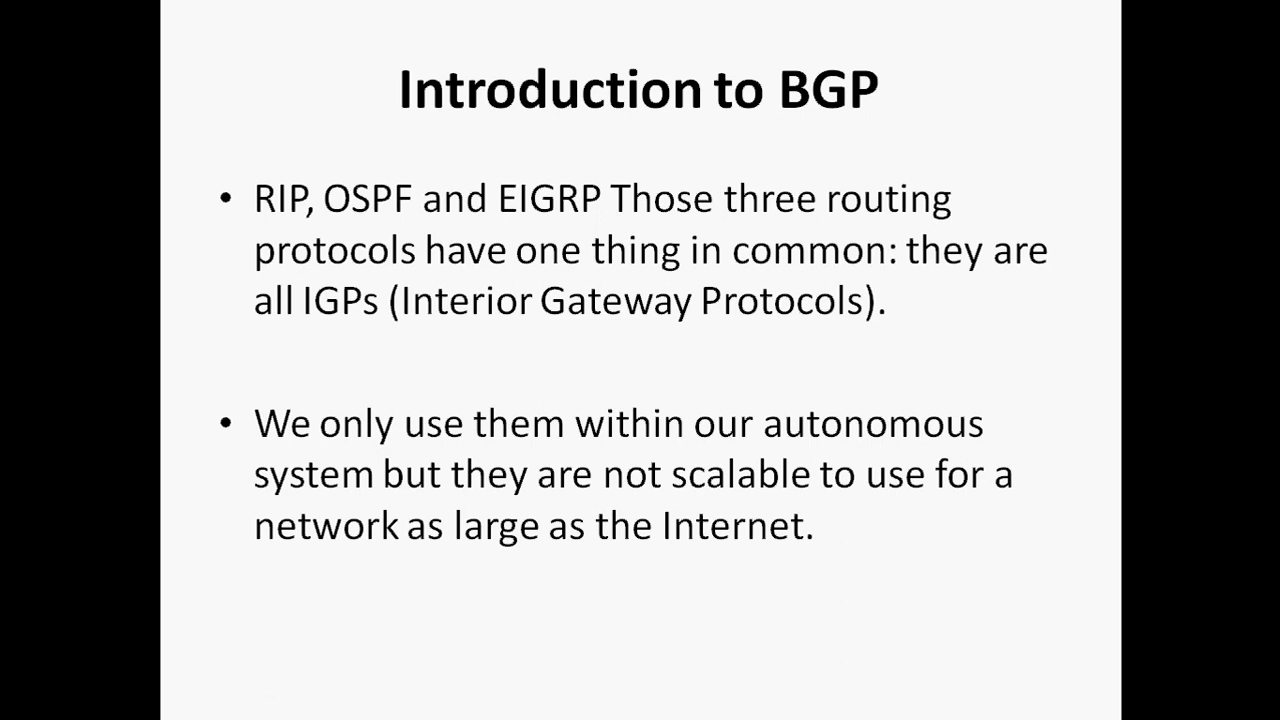 Introduction to BGP
• RIP, OSPF and EIGRP Those three routing
protocols have one thing in common: they are
all IGPs (Interior Gateway Protocols).
• We only use them within our autonomous
system but they are not scalable to use for a
network as large as the Internet.